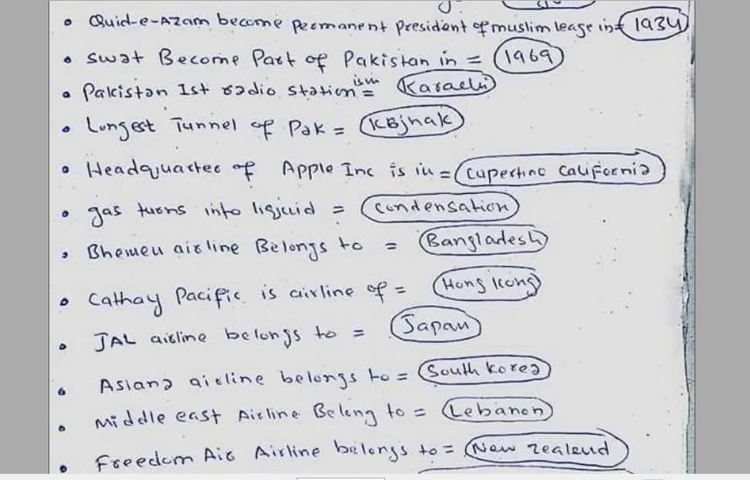 • Quid-e-Azam become Permanent President of muslim leage in= 1934
• Swat Become Part of Pakistan in = 1969
• Pakistan 1st radio station is in = Karachi
• Longest Tunnel of Pak =
• Headquarter of Apple Inc is in = Cupertino California
• gas turns into liqiuid = Condensation
• Bhemeu airline Belongs to = Bangladesh
• Cathay Pacific is airline of = Hong Kong
• JAL airline belongs to = Japan
• Asiana airline belongs to = South Korea
• Middle east Airline Belong to = Lebanon
• Freedom Air Airline belongs to = New Zealand